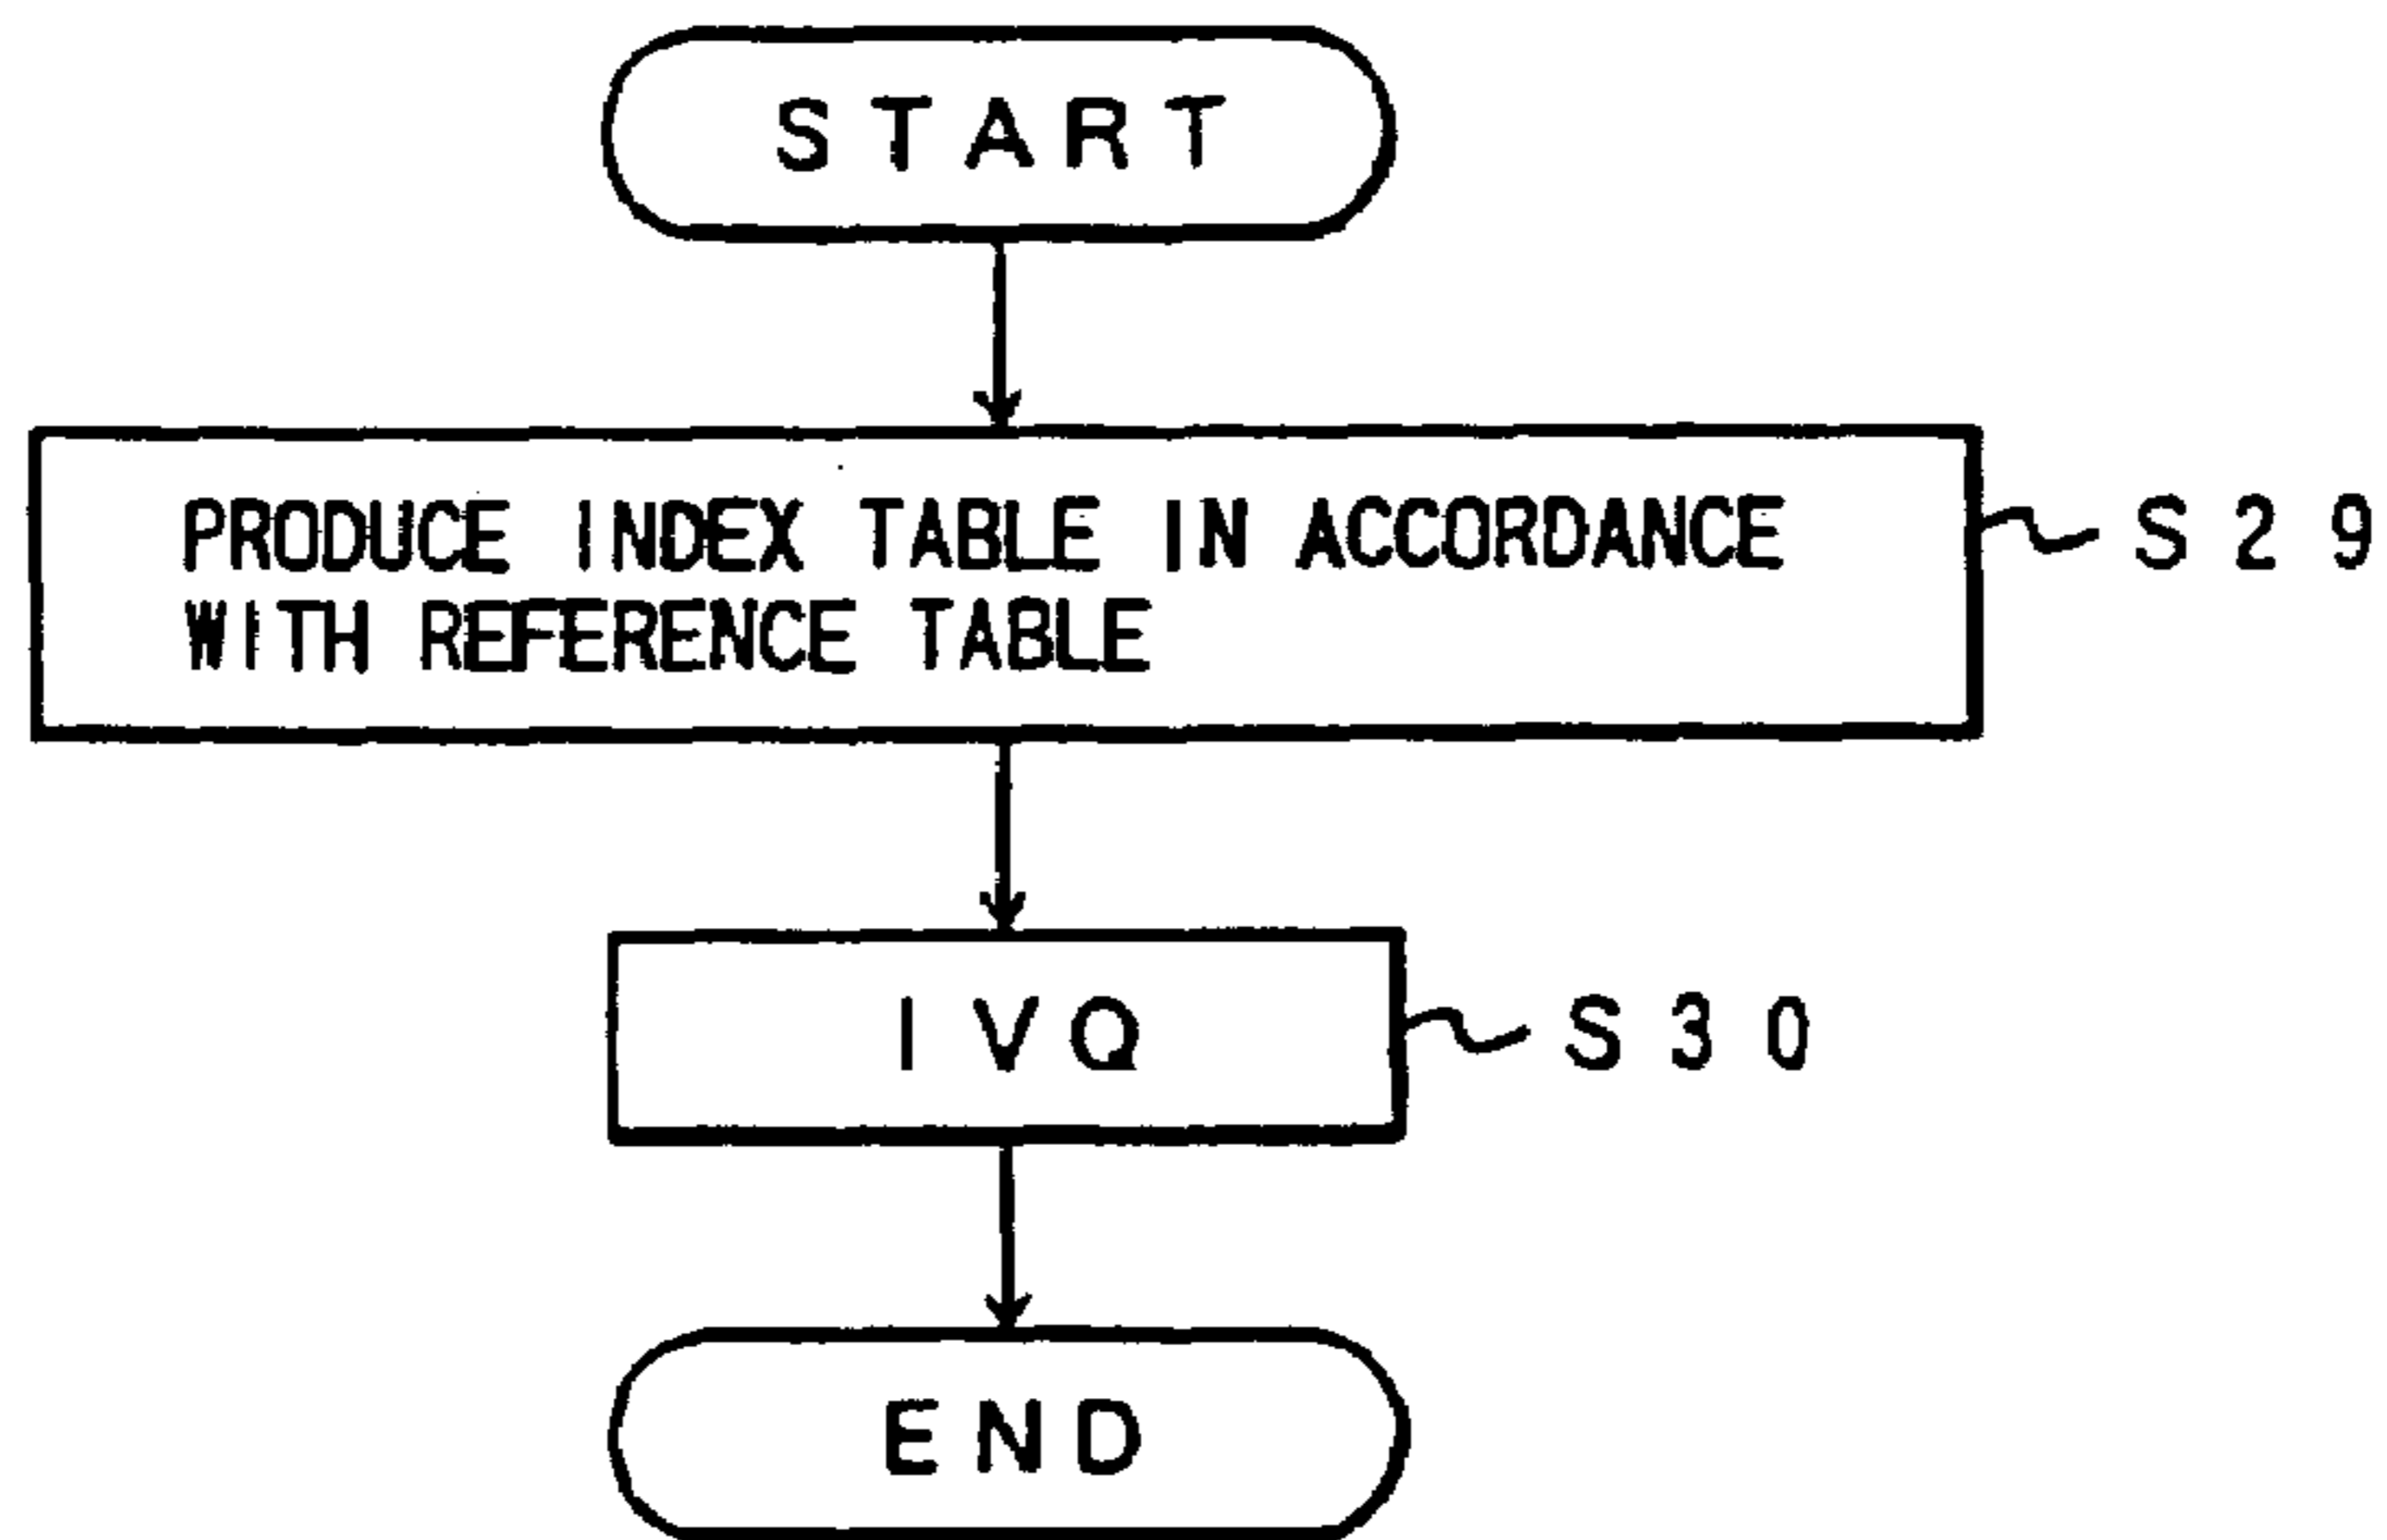 START
PRODUCE INDEX TABLE IN ACCORDANCE
WITH REFERENCE TABLE
S29
IVQ
S30
END